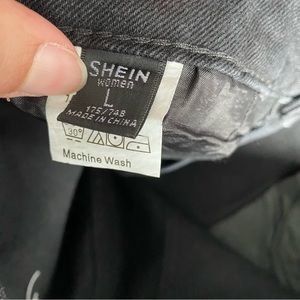 SHEIN
women
L
175/74B
MADE IN CHINA
30°
Machine Wash